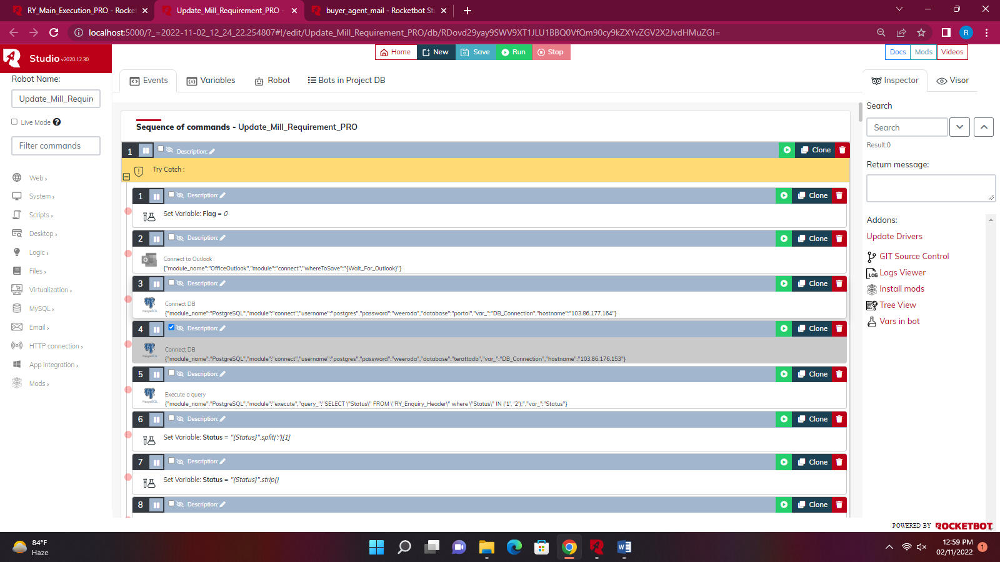 RY_Main_Execution_PRO - Rocke
Update_Mill_Requirement_PRO -
buyer_agent_mail - Rocketbot St
localhost:5000/?_=2022-11-02_12_24_22.254807#!/edit/Update_Mill_Requirement_PRO/db/RDovd29yay9SWV9XT1JLU1BBQ0VfQm90cy9kZXYvZGV2X2JvdHMuZGI=
R
Studio v2020.12.30
Home
New
Save
Run
Stop
Docs
Mods
Videos
Robot Name:
Update_Mill_Require
Live Mode
Filter commands
Web ›
System ›
Scripts ›
Desktop ›
Logic ›
Files ›
Virtualization ›
MySQL ›
Email ›
HTTP connection ›
App integration ›
Mods ›
Events
Variables
Robot
Bots in Project DB
Sequence of commands - Update_Mill_Requirement_PRO
1 Description: Clone
Try Catch :
1 Description: Clone
Set Variable: Flag = 0
2 Description: Clone
Connect to Outlook
{"module_name":"OfficeOutlook","module":"connect","whereToSave":"{Wait_For_Outlook}"}
3 Description: Clone
Connect DB
{"module_name":"PostgreSQL","module":"connect","username":"postgres","password":"weeroda","database":"portal","var_":"DB_Connection","hostname":"103.86.177.164"}
4 Description: Clone
Connect DB
{"module_name":"PostgreSQL","module":"connect","username":"postgres","password":"weeroda","database":"terattadb","var_":"DB_Connection","hostname":"103.86.176.153"}
5 Description: Clone
Execute a query
{"module_name":"PostgreSQL","module":"execute","query_":"SELECT \"Status\" FROM \"RY_Enquiry_Header\" where \"Status\" IN ('1', '2');","var_":"Status"}
6 Description: Clone
Set Variable: Status = "{Status}".split(':')[1]
7 Description: Clone
Set Variable: Status = "{Status}".strip()
8 Description: Clone
Inspector
Visor
Search
Search
Result:0
Return message:
Addons:
Update Drivers
GIT Source Control
LOG Logs Viewer
Install mods
Tree View
Vars in bot
POWERED BY ROCKETBOT
84°F
Haze
12:59 PM
02/11/2022
1